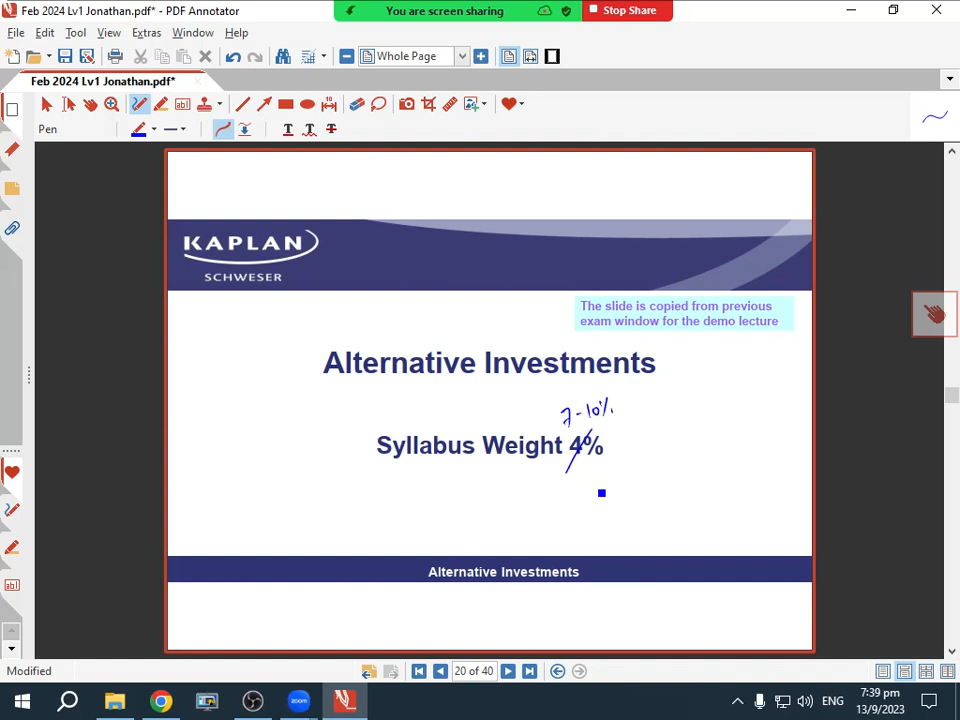 Feb 2024 Lv1 Jonathan.pdf* - PDF Annotator
You are screen sharing
Stop Share
File Edit Tool View Extras Window Help
Whole Page
Feb 2024 Lv1 Jonathan.pdf*
Pen
KAPLAN
SCHWESER
The slide is copied from previous
exam window for the demo lecture
Alternative Investments
7-10%
Syllabus Weight 4%
Alternative Investments
Modified
20 of 40
zoom
ENG
7:39 pm
13/9/2023